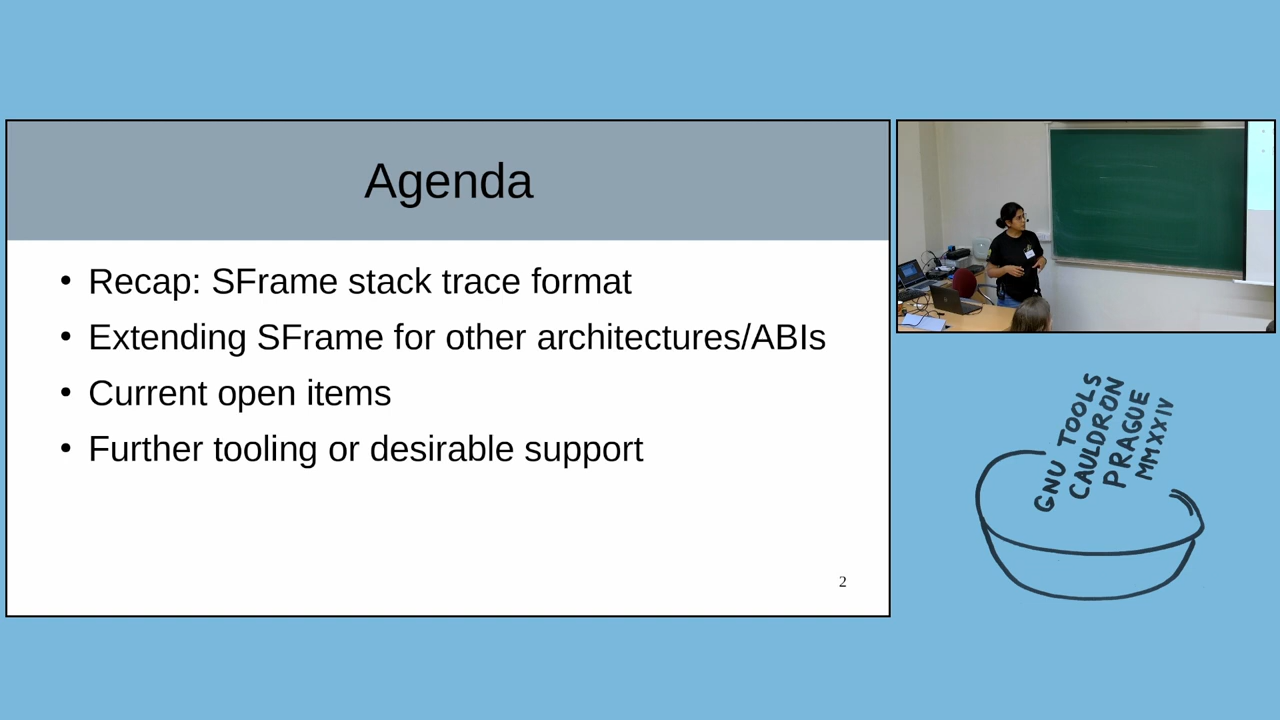 Agenda
• Recap: SFrame stack trace format
• Extending SFrame for other architectures/ABIs
• Current open items
• Further tooling or desirable support
2
GNU TOOLS
CAULDRON
PRAGUE
MMXXIV